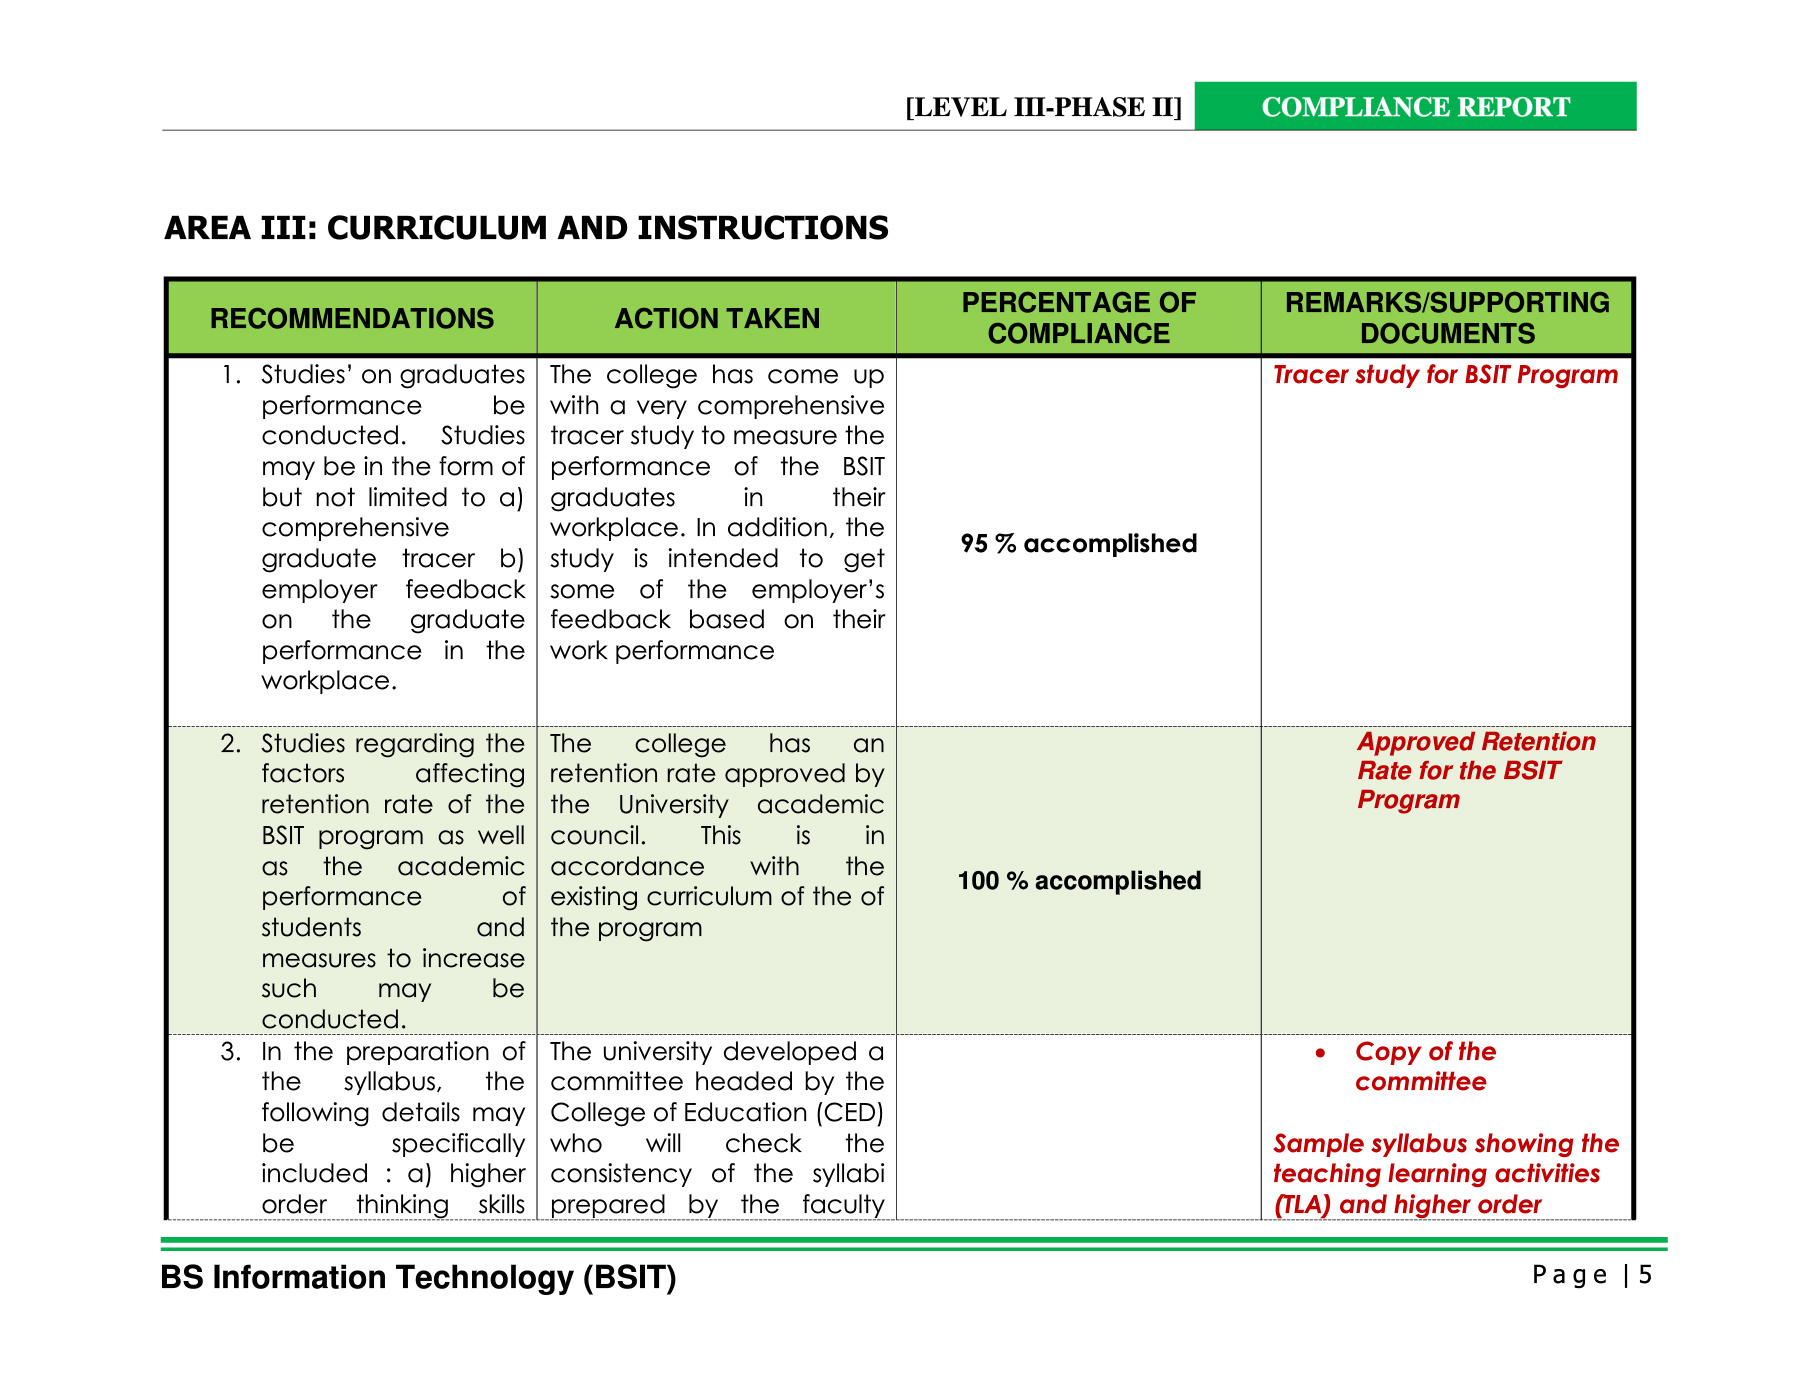 [LEVEL III-PHASE II] COMPLIANCE REPORT
AREA III: CURRICULUM AND INSTRUCTIONS
RECOMMENDATIONS
ACTION TAKEN
PERCENTAGE OF
COMPLIANCE
REMARKS/SUPPORTING
DOCUMENTS
1. Studies’ on graduates
performance be
conducted. Studies
may be in the form of
but not limited to a)
comprehensive
graduate tracer b)
employer feedback
on the graduate
performance in the
workplace.
The college has come up
with a very comprehensive
tracer study to measure the
performance of the BSIT
graduates in their
workplace. In addition, the
study is intended to get
some of the employer’s
feedback based on their
work performance
95 % accomplished
Tracer study for BSIT Program
2. Studies regarding the
factors affecting
retention rate of the
BSIT program as well
as the academic
performance of
students and
measures to increase
such may be
conducted.
The college has an
retention rate approved by
the University academic
council. This is in
accordance with the
existing curriculum of the of
the program
100 % accomplished
Approved Retention
Rate for the BSIT
Program
3. In the preparation of
the syllabus, the
following details may
be specifically
included : a) higher
order thinking skills
The university developed a
committee headed by the
College of Education (CED)
who will check the
consistency of the syllabi
prepared by the faculty
• Copy of the
committee
Sample syllabus showing the
teaching learning activities
(TLA) and higher order
BS Information Technology (BSIT)
Page | 5